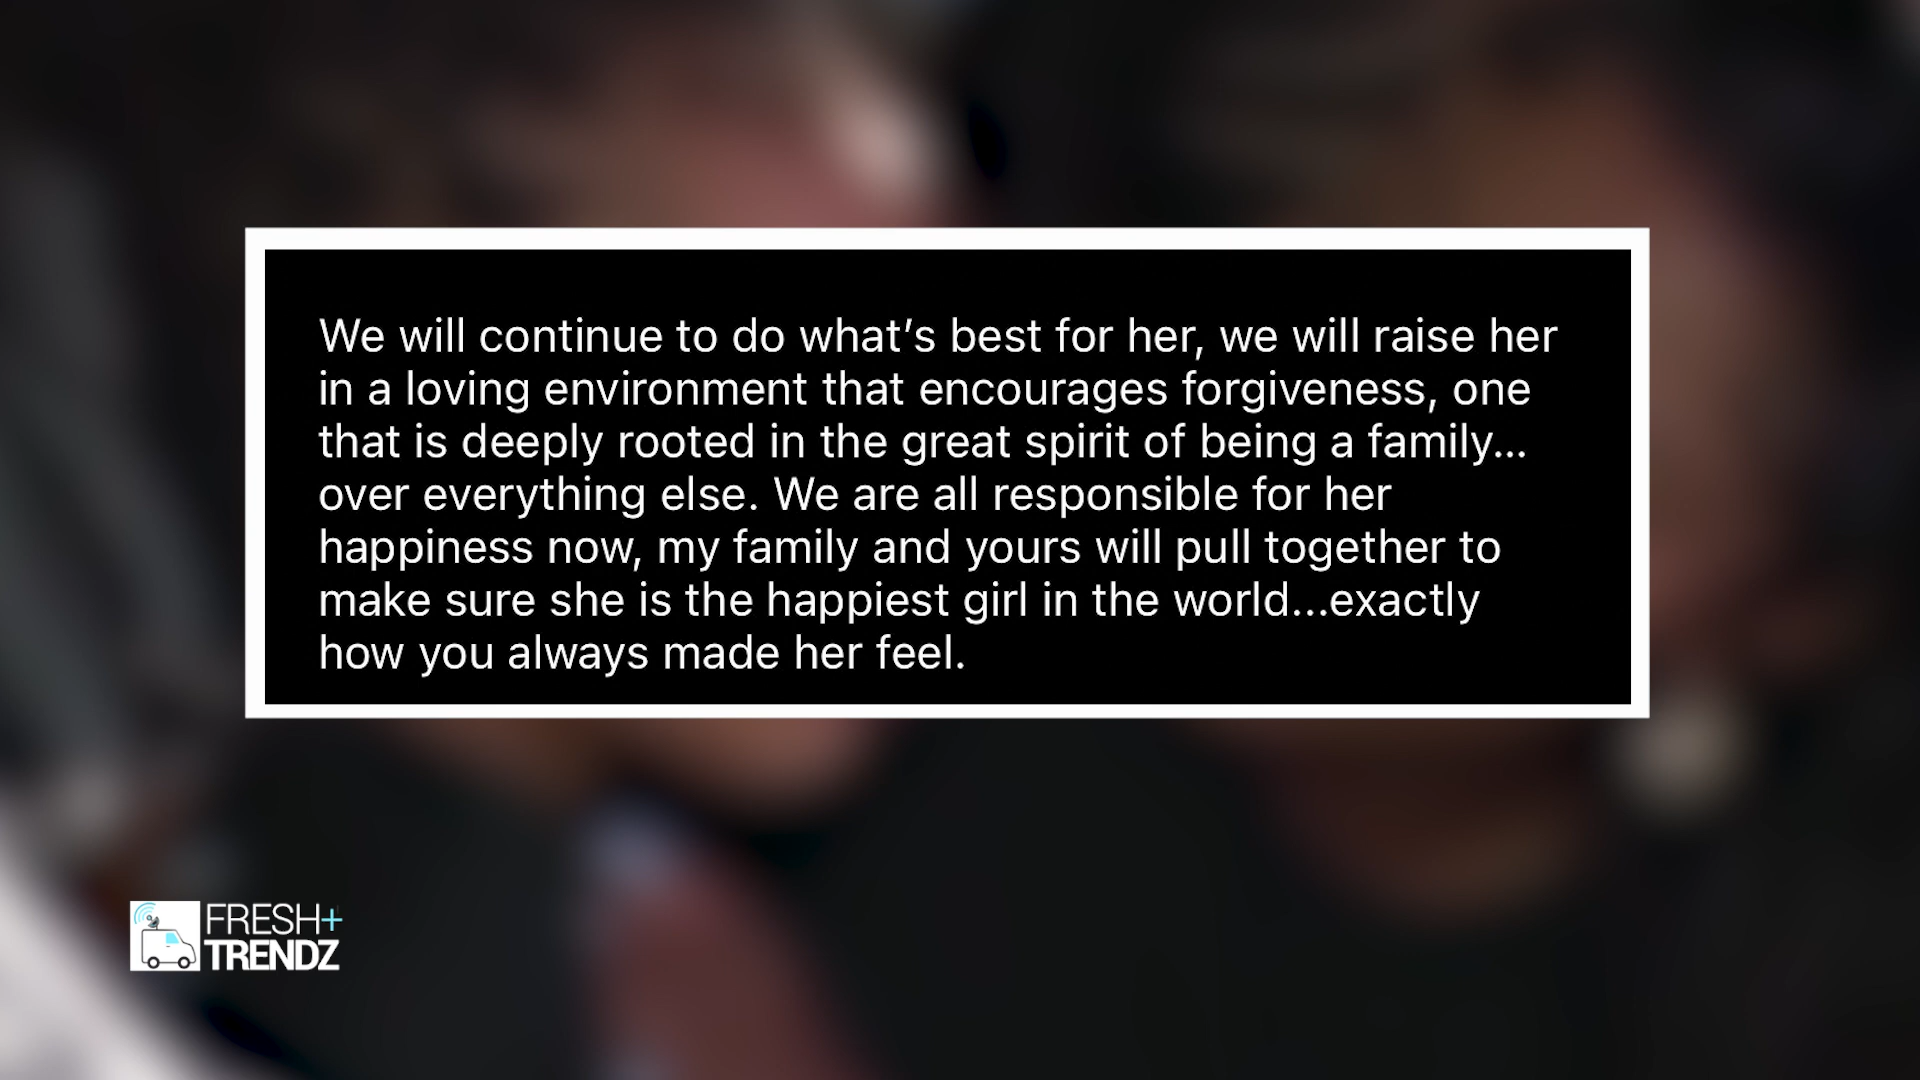 We will continue to do what’s best for her, we will raise her
in a loving environment that encourages forgiveness, one
that is deeply rooted in the great spirit of being a family...
over everything else. We are all responsible for her
happiness now, my family and yours will pull together to
make sure she is the happiest girl in the world...exactly
how you always made her feel.
FRESH+
TRENDZ